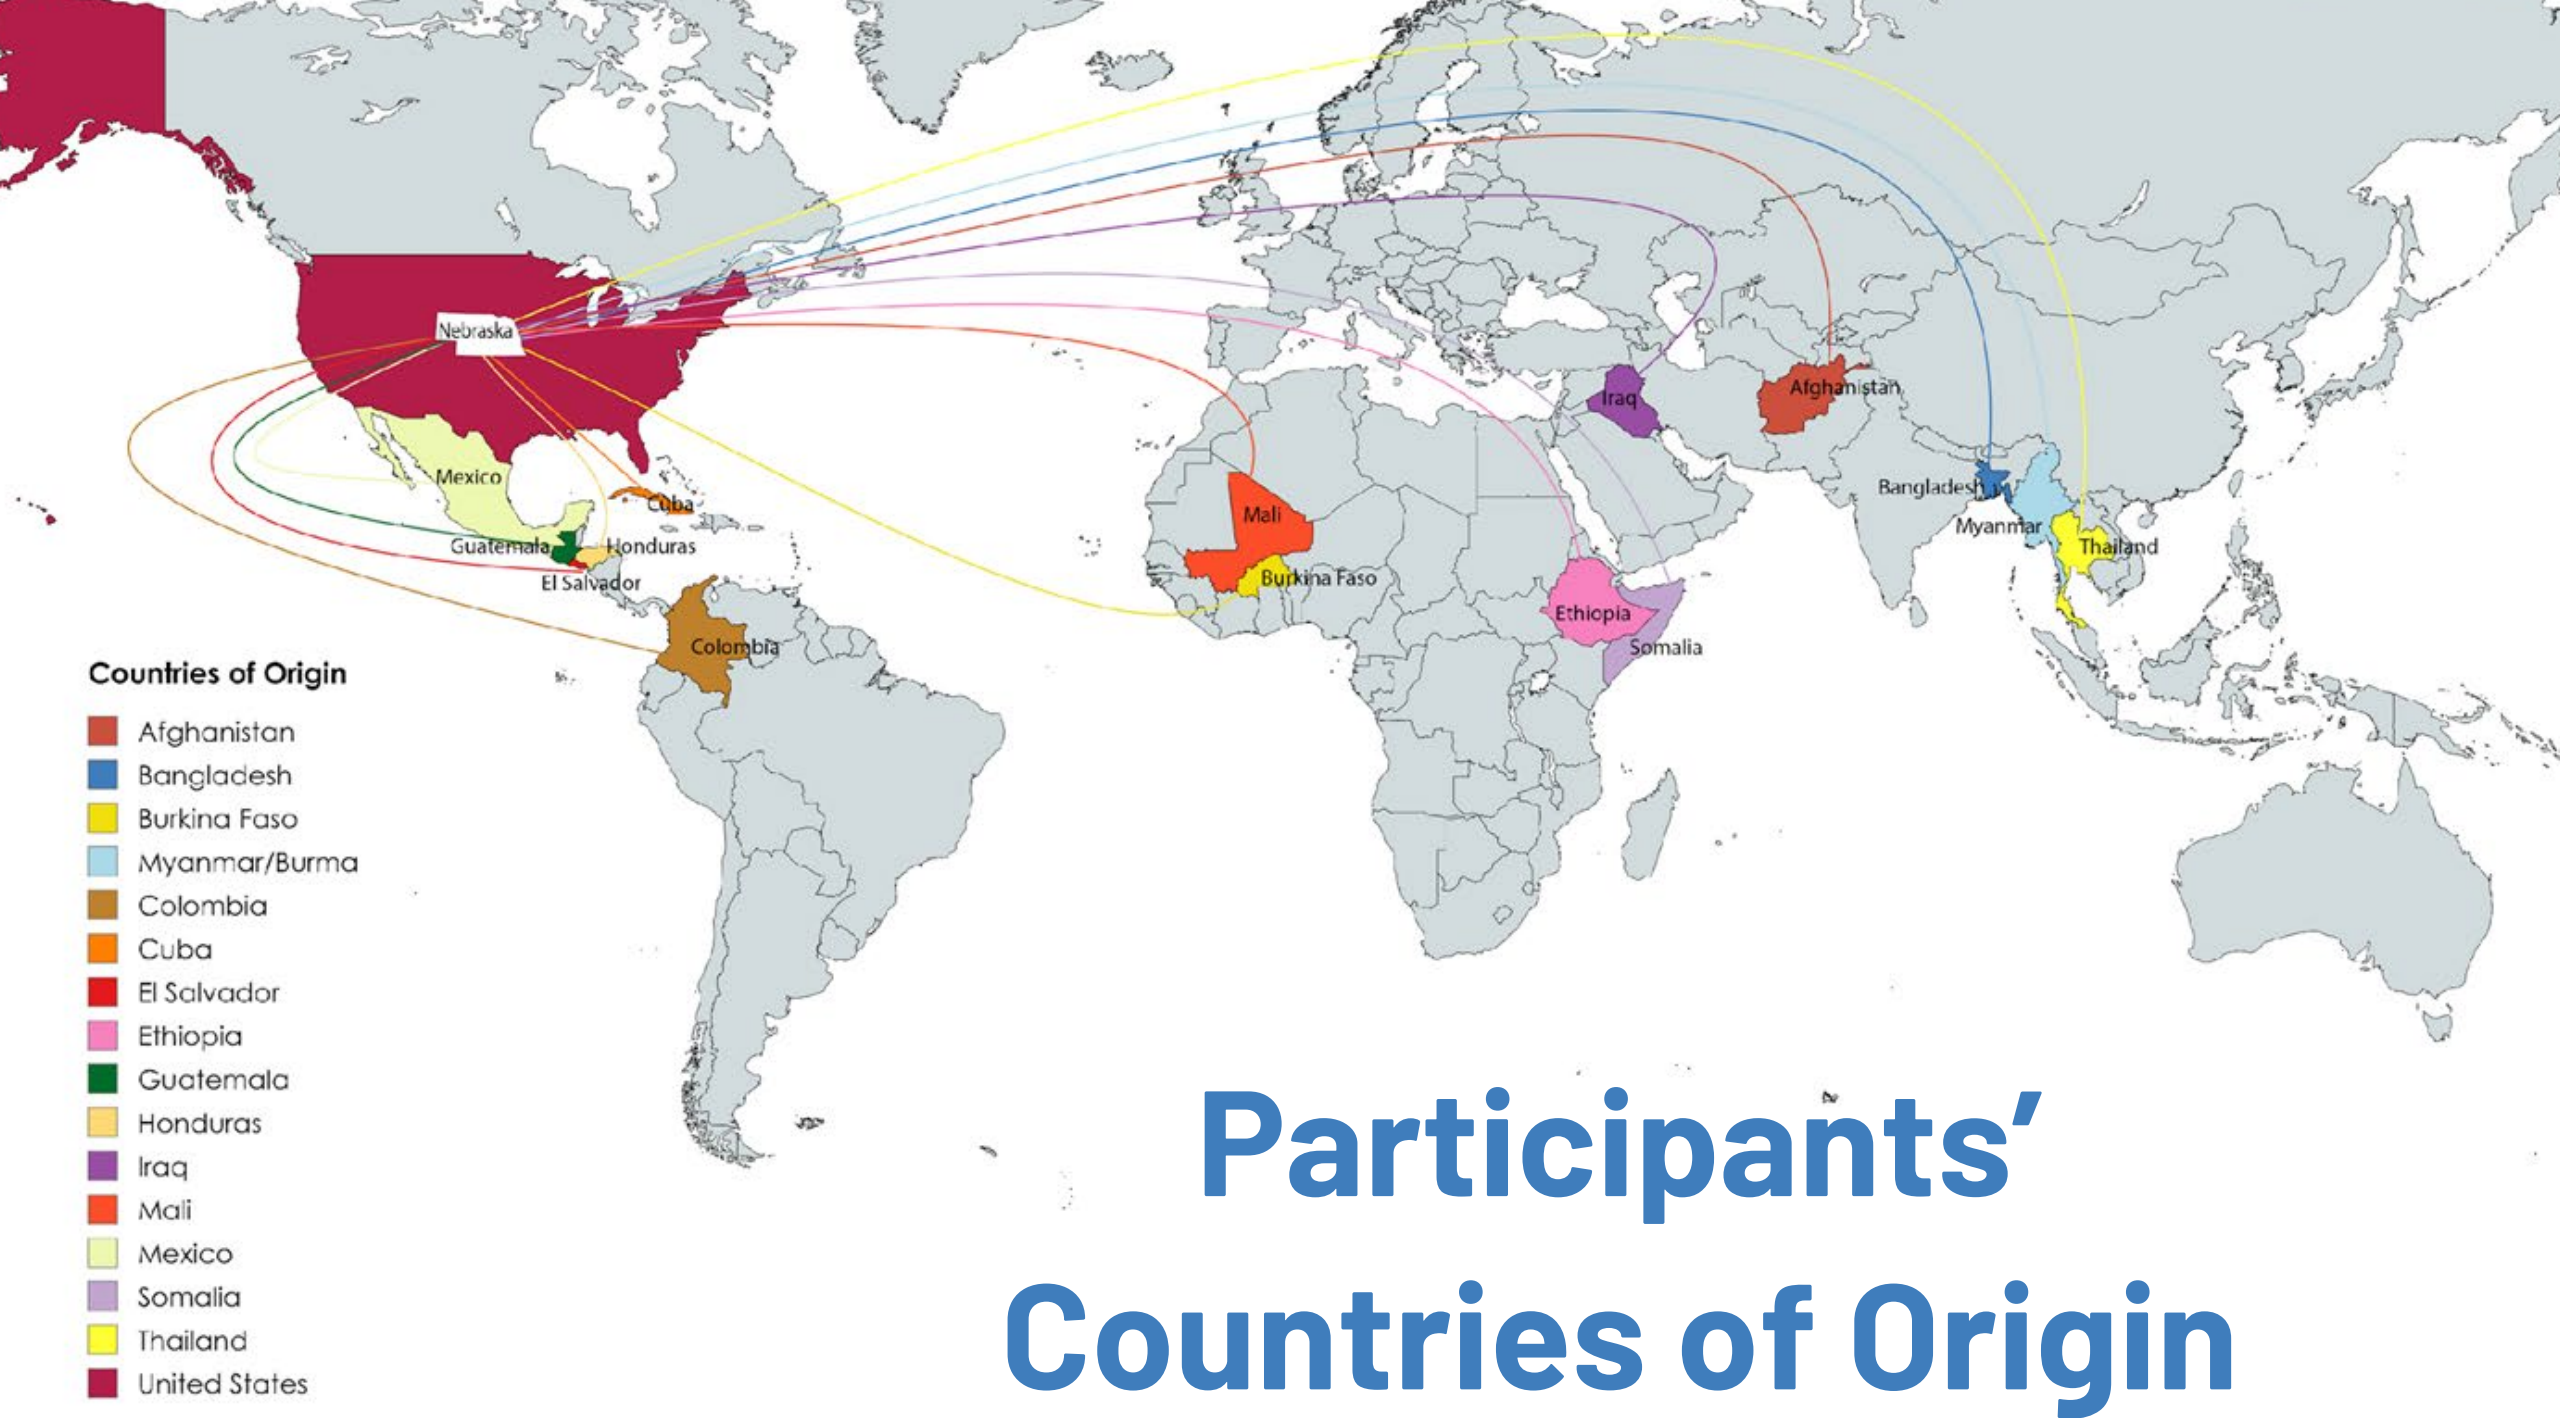 Nebraska
Mexico
Cuba
Guatemala
Honduras
El Salvador
Colombia
Mali
Burkina Faso
Iraq
Afghanistan
Bangladesh
Myanmar
Thailand
Ethiopia
Somalia
Countries of Origin
Afghanistan
Bangladesh
Burkina Faso
Myanmar/Burma
Colombia
Cuba
El Salvador
Ethiopia
Guatemala
Honduras
Iraq
Mali
Mexico
Somalia
Thailand
United States
Participants’
Countries of Origin